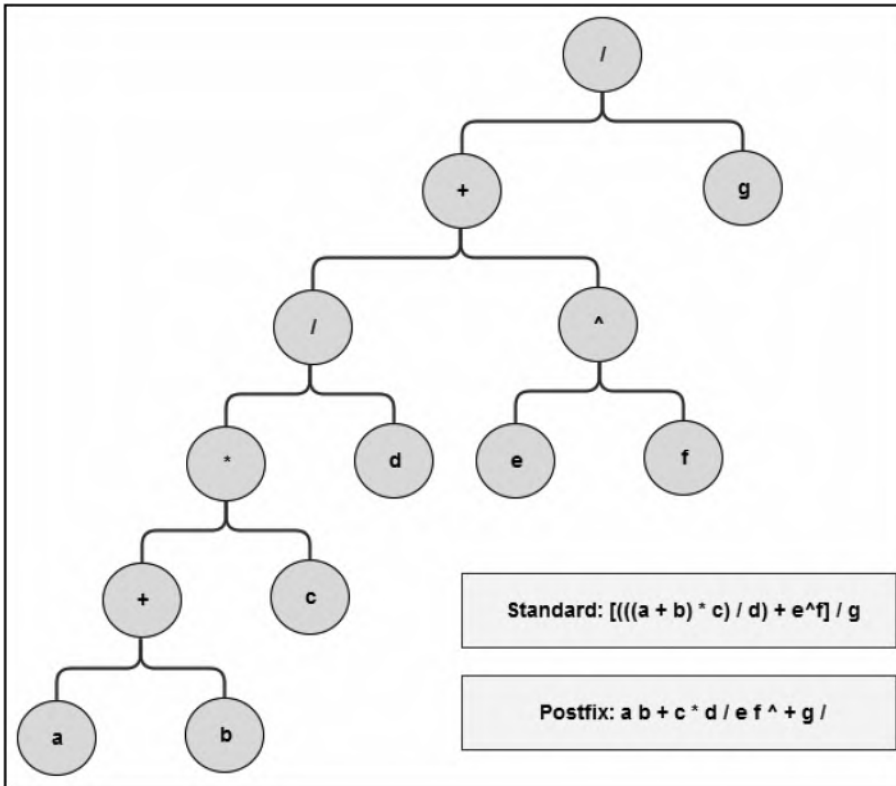 /
+
g
/
^
*
d
e
f
+
c
a
b
Standard: [(((a + b) * c) / d) + e^f] / g
Postfix: a b + c * d / e f ^ + g /